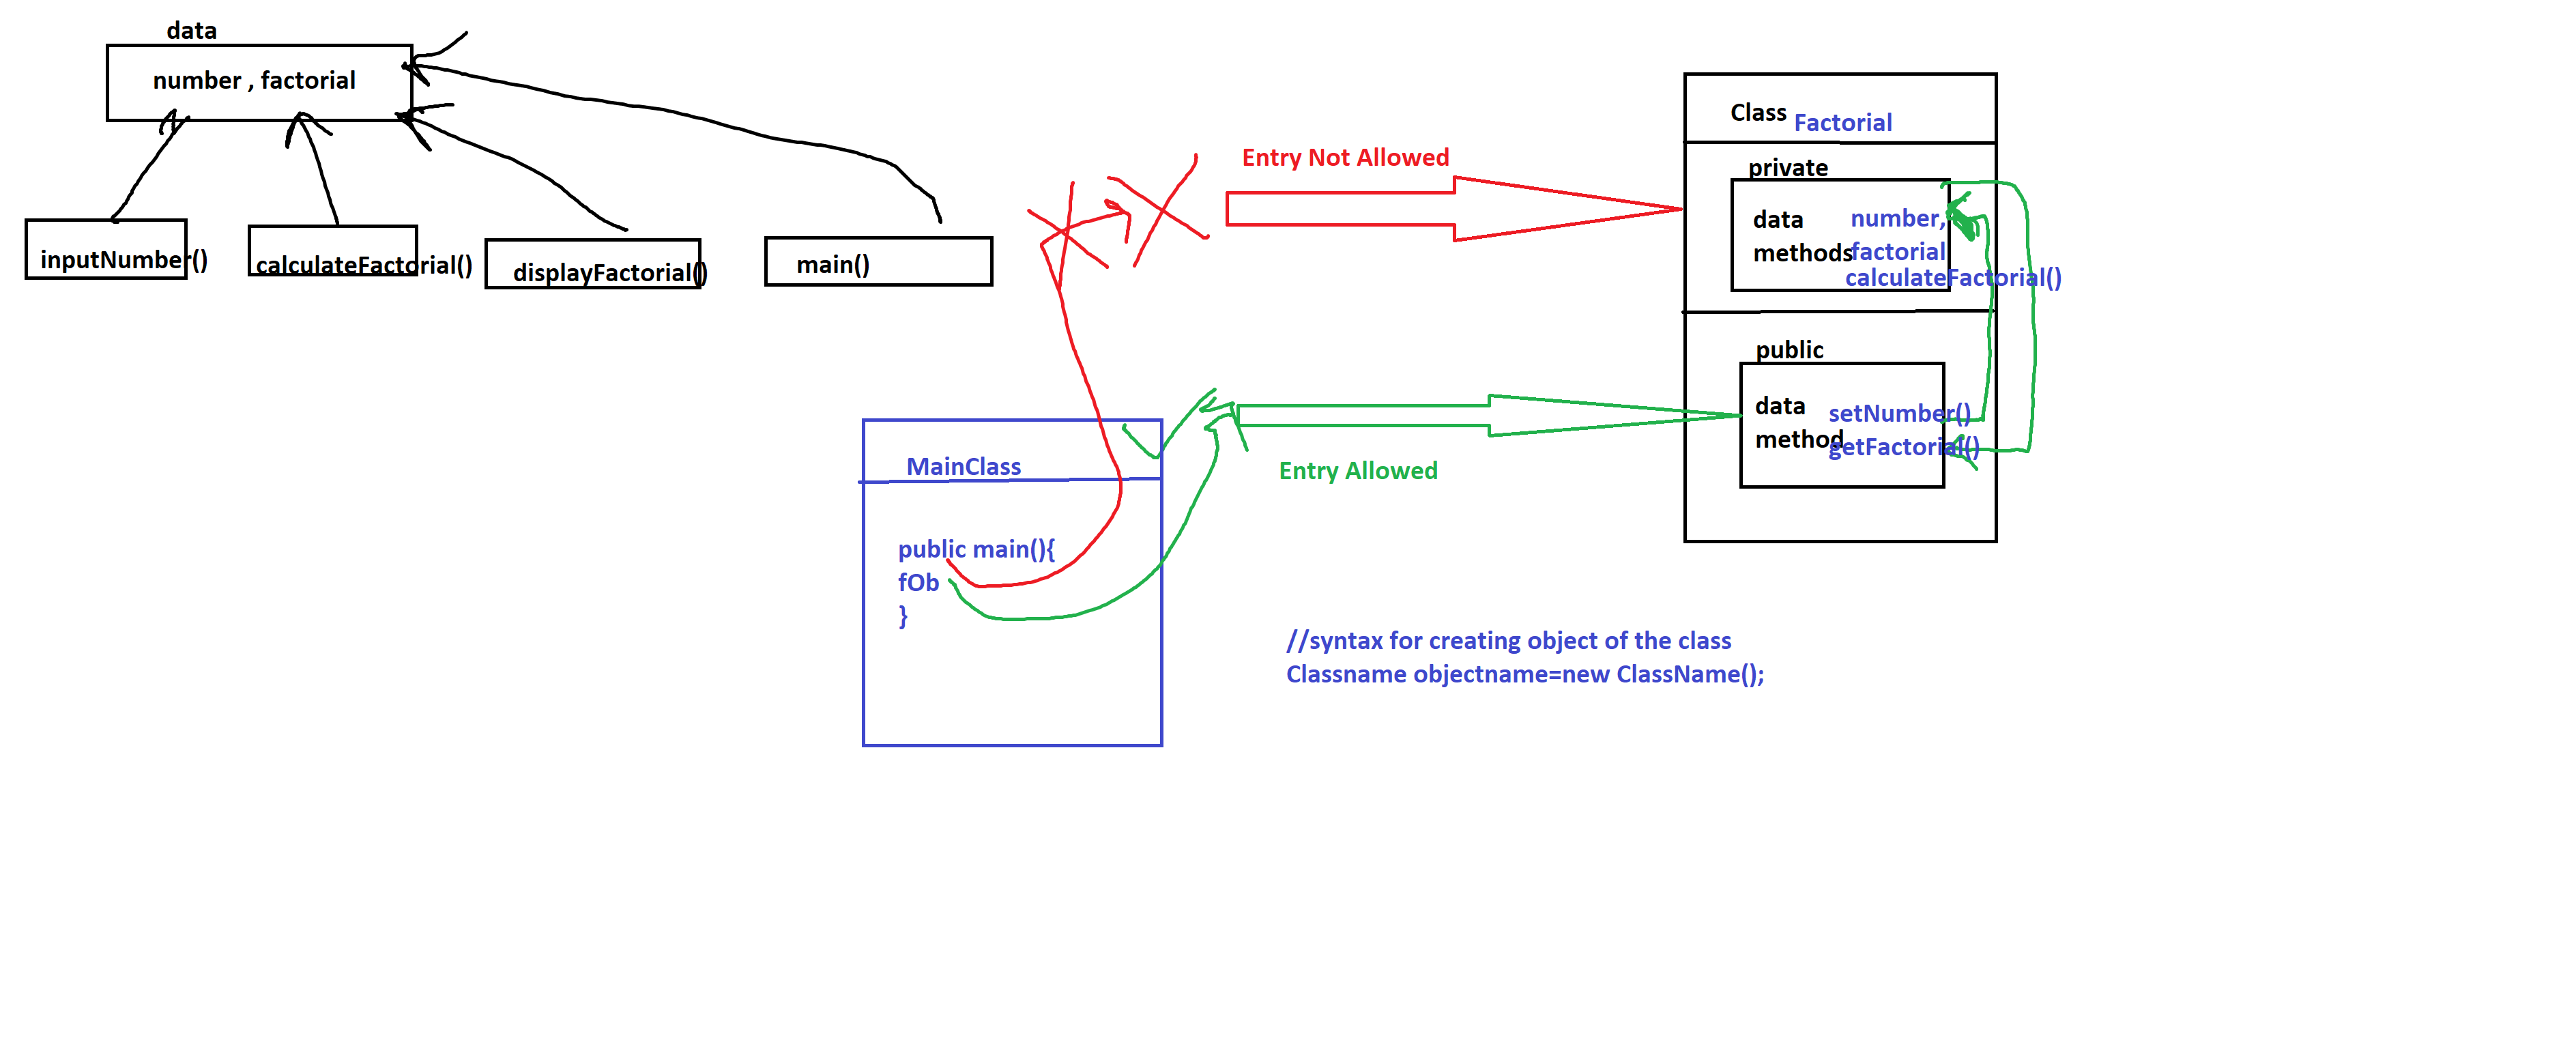 data
number , factorial
inputNumber()
calculateFactorial()
displayFactorial()
main()
Entry Not Allowed
Class Factorial
private
data number,
methods factorial
calculateFactorial()
public
data setNumber()
method getFactorial()
Entry Allowed
MainClass
public main(){
fOb
}
//syntax for creating object of the class
Classname objectname=new ClassName();